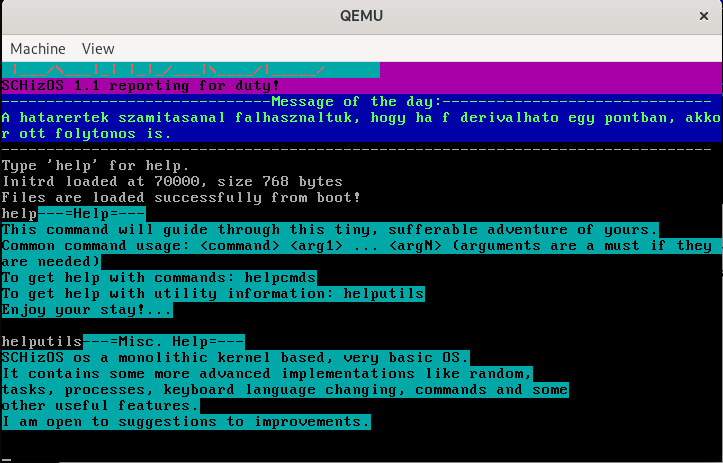 QEMU
Machine View
SCHizOS 1.1 reporting for duty!
------------------------------Message of the day:------------------------------
A hatarertek szamitasanal falhasznaltuk, hogy ha f derivalhato egy pontban, akko
r ott folytonos is.
-------------------------------------------------------------------------------
Type 'help' for help.
Initrd loaded at 70000, size 768 bytes
Files are loaded successfully from boot!
help---=Help=---
This command will guide through this tiny, sufferable adventure of yours.
Common command usage: <command> <arg1> ... <argN> (arguments are a must if they
are needed)
To get help with commands: helpcmds
To get help with utility information: helputils
Enjoy your stay!...
helputils---=Misc. Help=---
SCHizOS os a monolithic kernel based, very basic OS.
It contains some more advanced implementations like random,
tasks, processes, keyboard language changing, commands and some
other useful features.
I am open to suggestions to improvements.